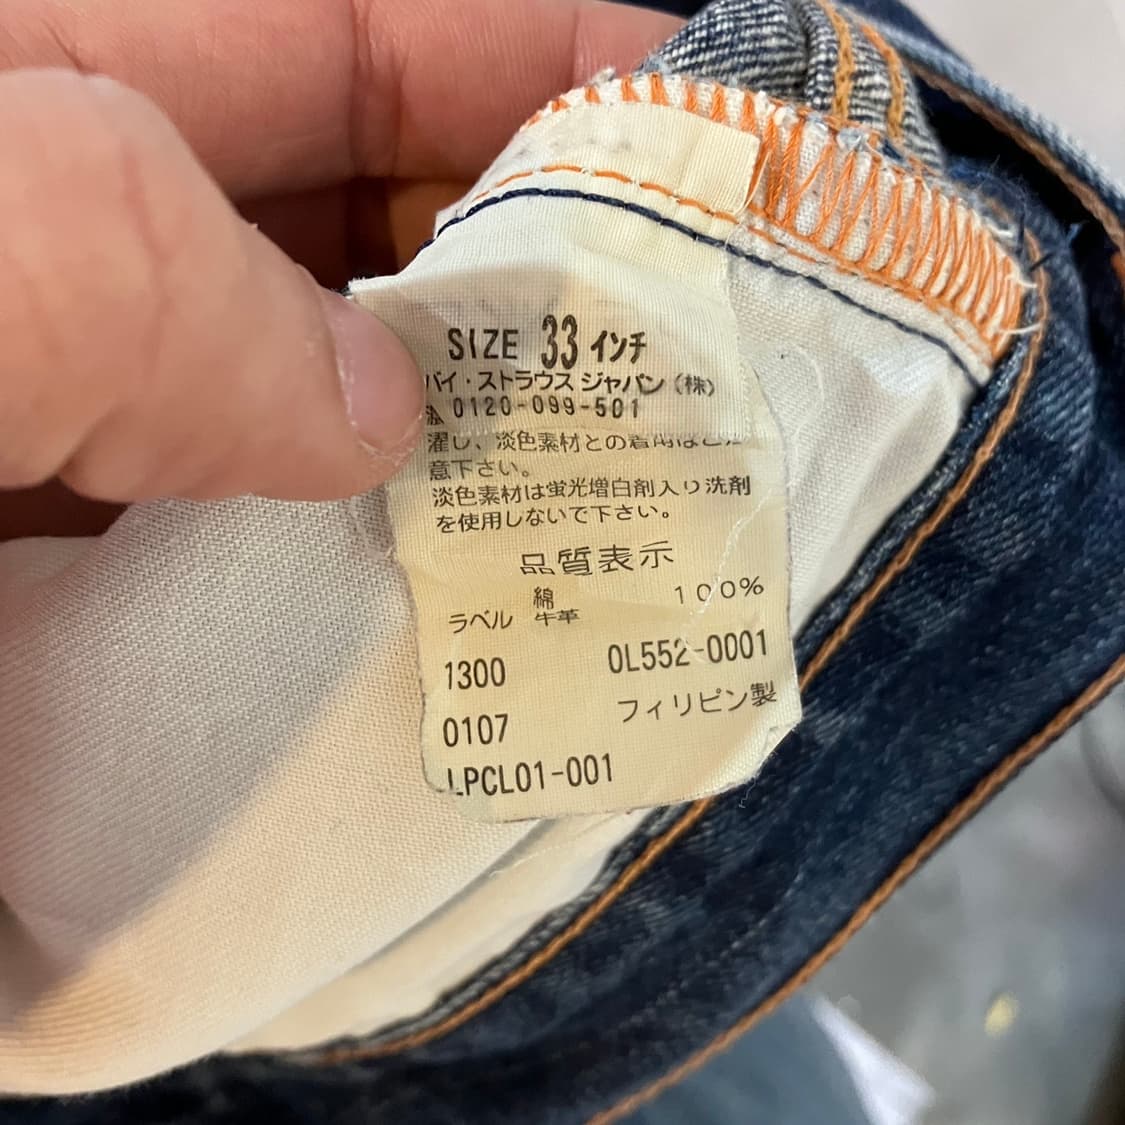 SIZE 33 インチ
バイ・ストラウス ジャパン (株)
0120-099-501
濯し、淡色素材との着用はご
意下さい。
淡色素材は蛍光増白剤入り洗剤
を使用しないで下さい。
品質表示
綿 100%
ラベル 牛革
1300 0L552-0001
0107 フィリピン製
LPCL01-001